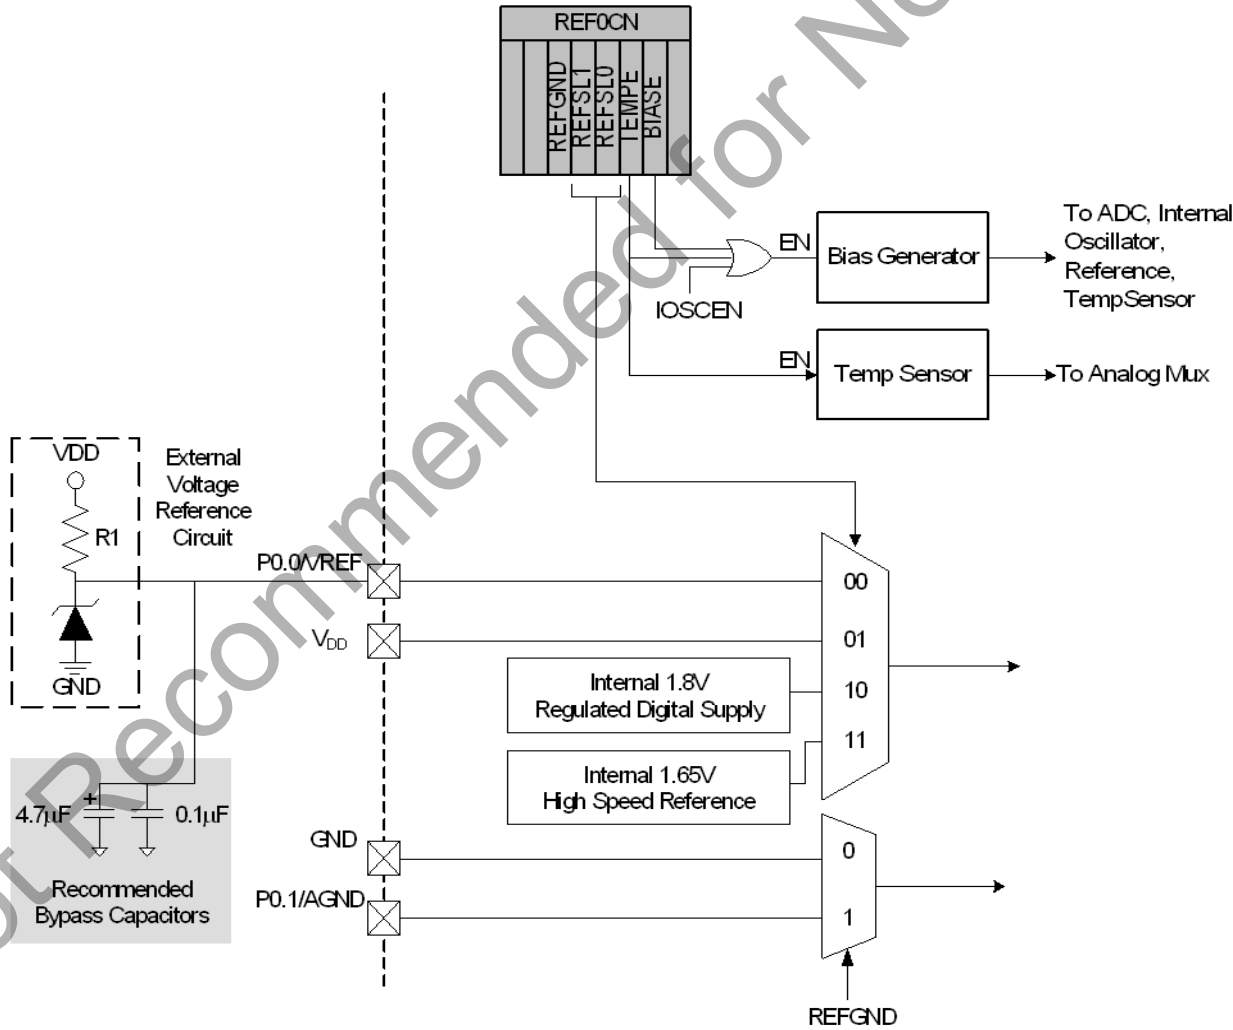 REF0CN
REFGND
REFSL1
REFSL0
TEMPE
BIASE
EN
Bias Generator
To ADC, Internal
Oscillator,
Reference,
TempSensor
IOSCEN
EN
Temp Sensor
To Analog Mux
VDD
R1
GND
External
Voltage
Reference
Circuit
P0.0/VREF
00
VDD
01
Internal 1.8V
Regulated Digital Supply
10
11
Internal 1.65V
High Speed Reference
4.7µF
+
0.1µF
Recommended
Bypass Capacitors
GND
0
P0.1/AGND
1
REFGND
ot Recommended for No